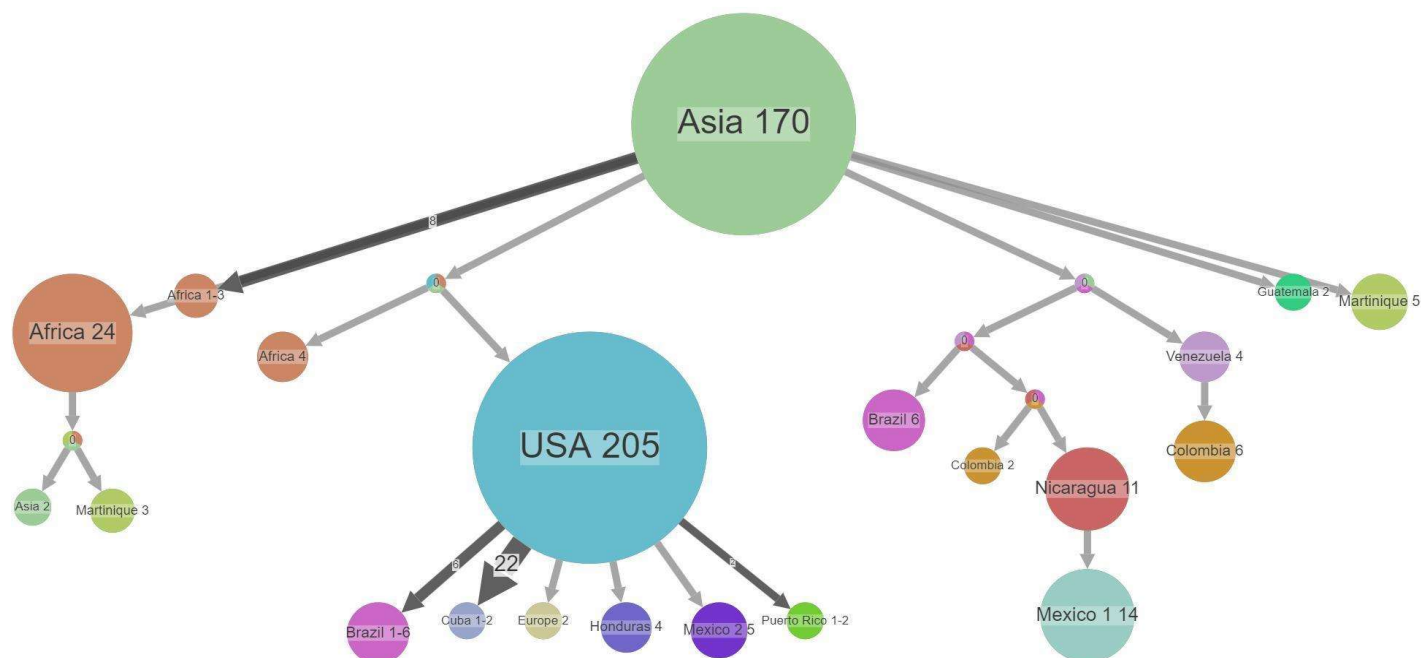 Asia 170
8
Africa 1-3
0
0
Guatemala 2
Martinique 5
Africa 24
Africa 4
0
Venezuela 4
0
Brazil 6
0
USA 205
Colombia 2
Colombia 6
Nicaragua 11
Asia 2
Martinique 3
6
22
2
Brazil 1-6
Cuba 1-2
Europe 2
Honduras 4
Mexico 2 5
Puerto Rico 1-2
Mexico 1 14